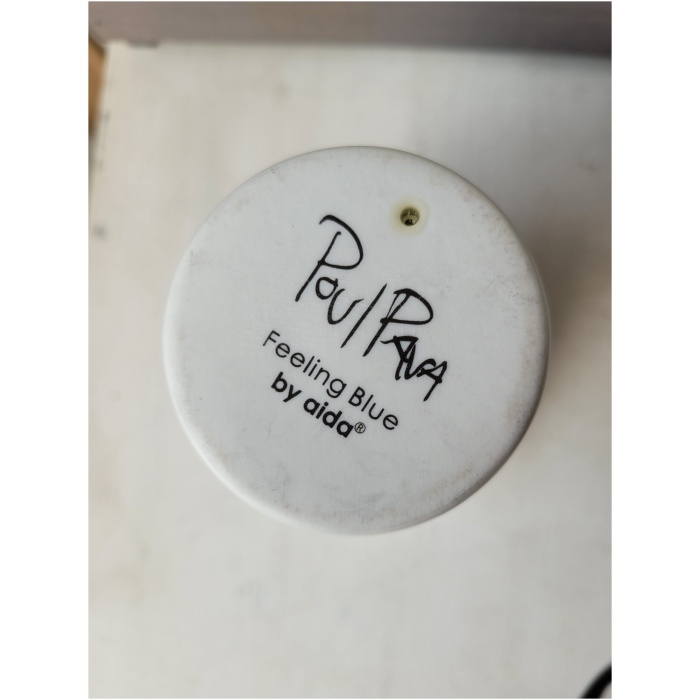 Poul Pava
Feeling Blue
by aida®